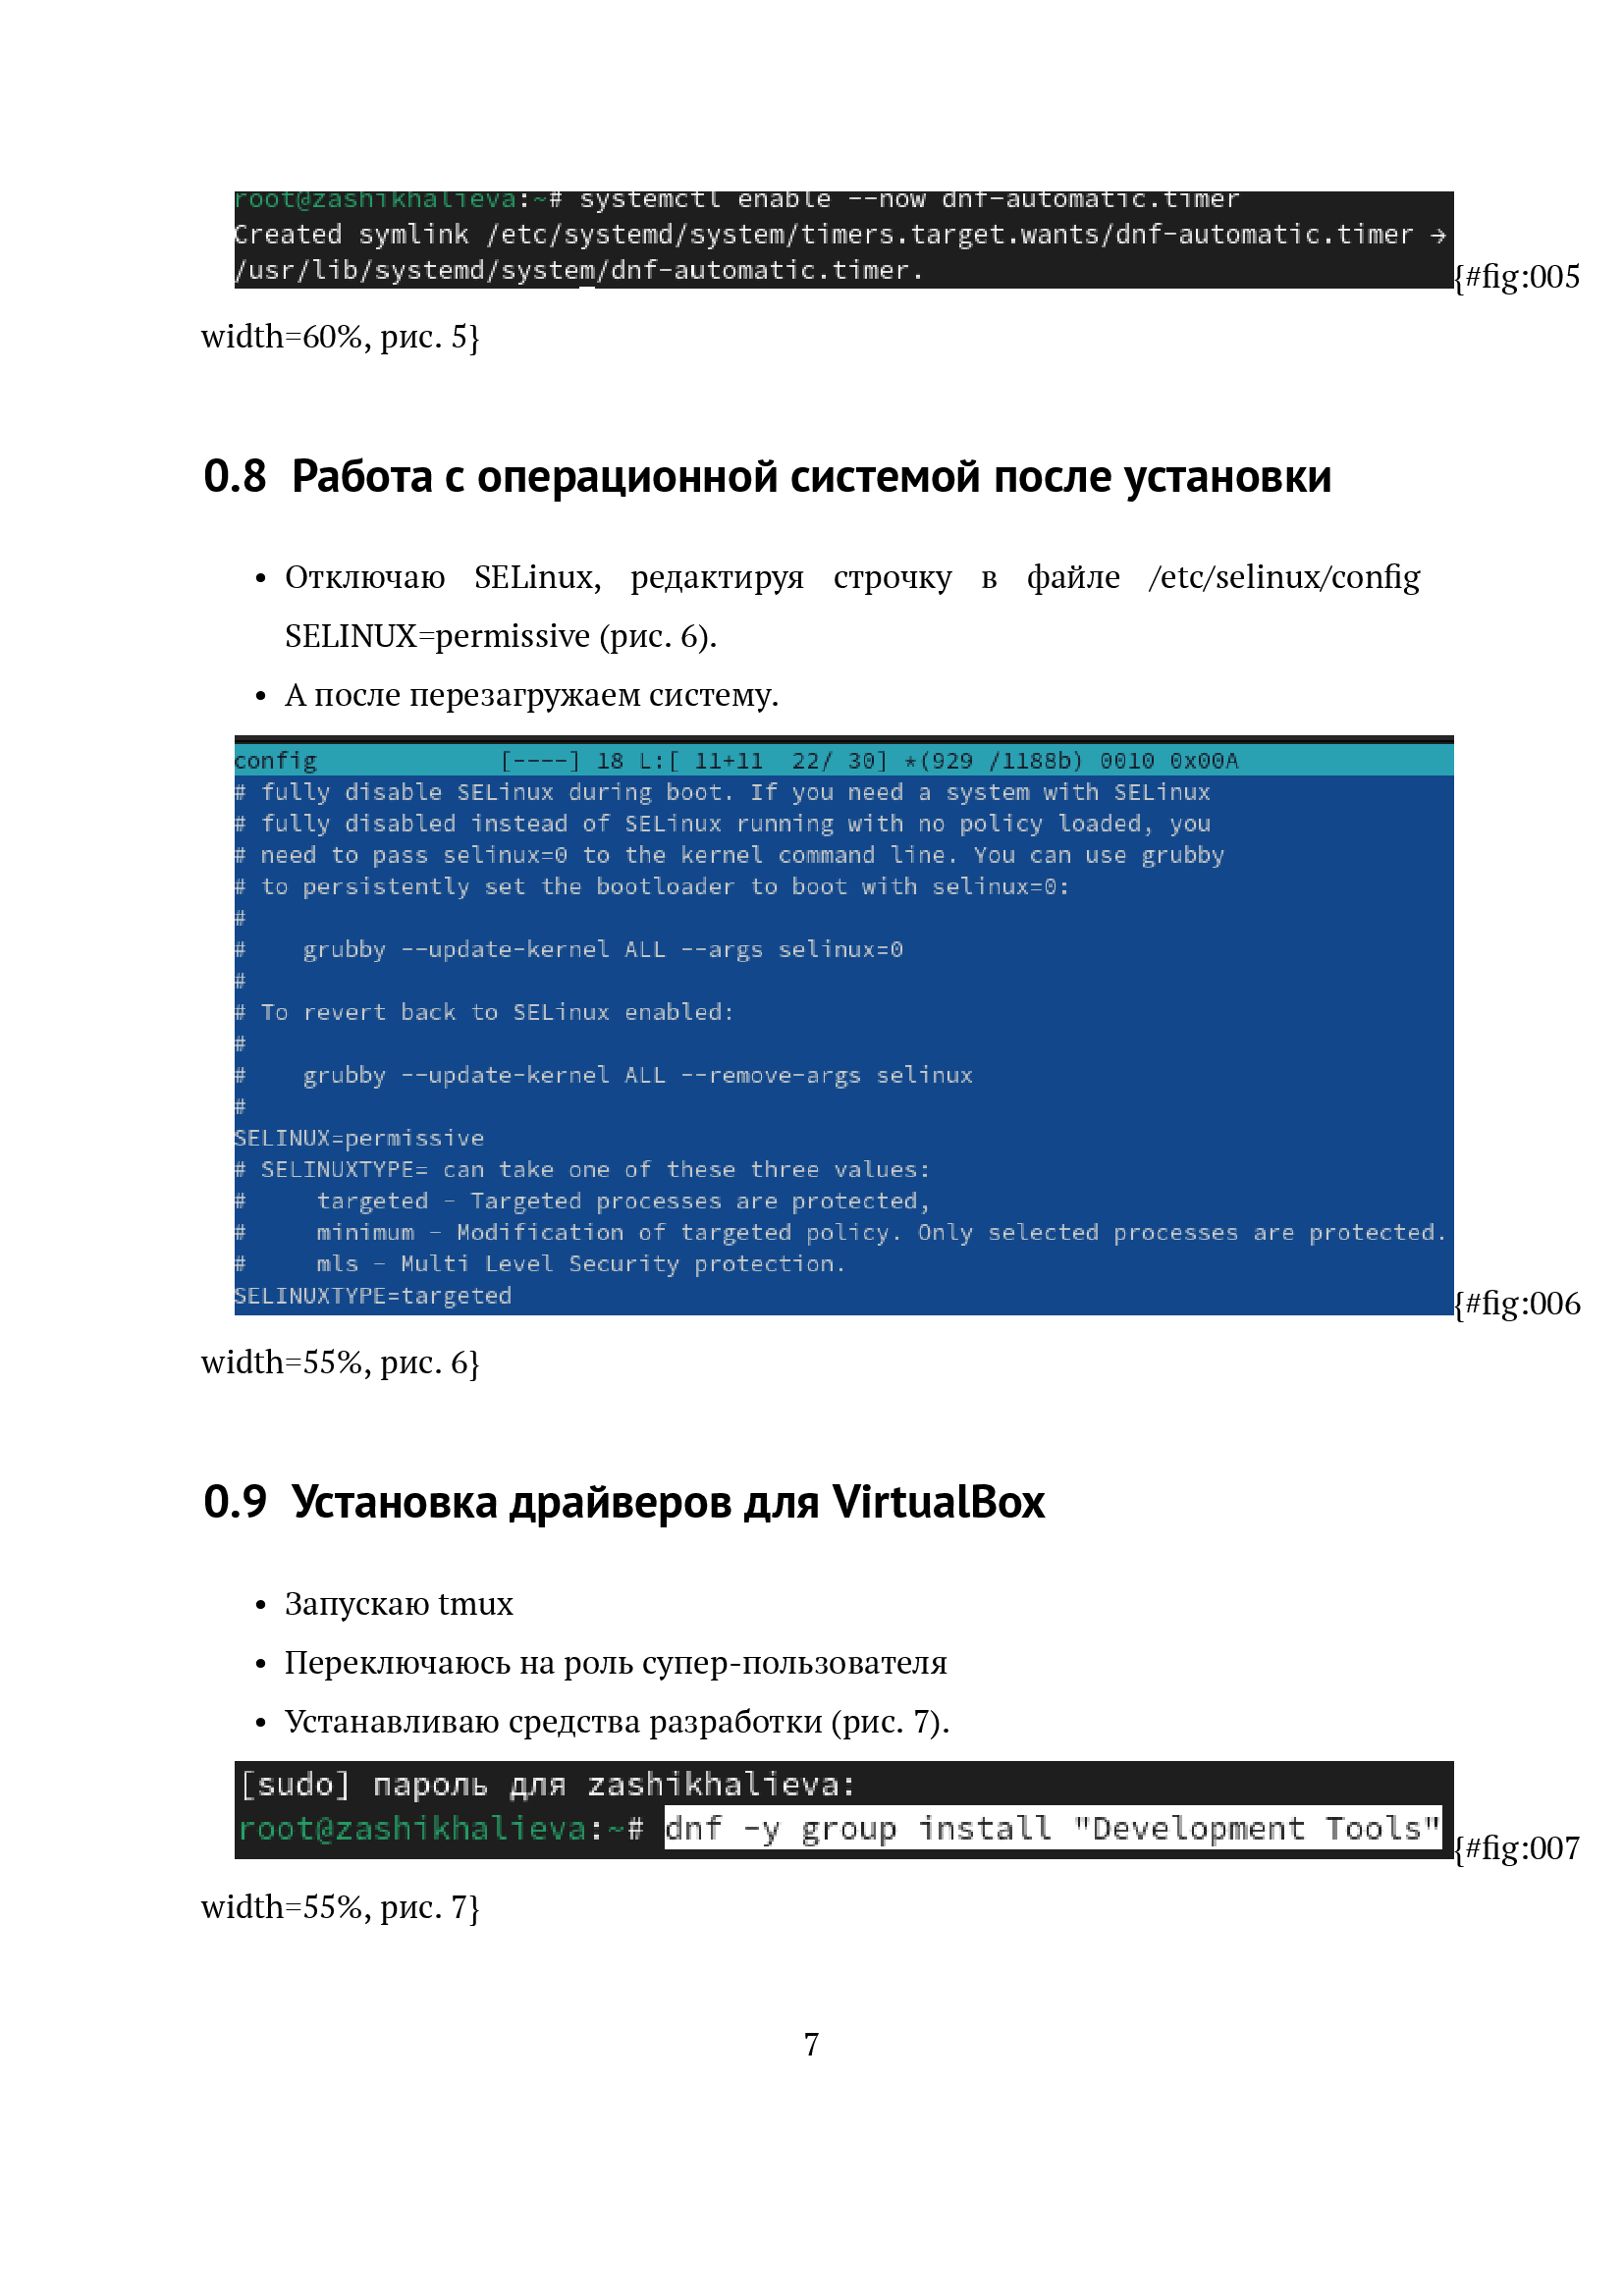 root@zashikhalieva:~# systemctl enable --now dnf-automatic.timer
Created symlink /etc/systemd/system/timers.target.wants/dnf-automatic.timer →
/usr/lib/systemd/system/dnf-automatic.timer.
{#fig:005
width=60%, рис. 5}
0.8 Работа с операционной системой после установки
• Отключаю SELinux, редактируя строчку в файле /etc/selinux/config
SELINUX=permissive (рис. 6).
• А после перезагружаем систему.
config [----] 18 L:[ 11+11 22/ 30] *(929 /1188b) 0010 0x00A
# fully disable SELinux during boot. If you need a system with SELinux
# fully disabled instead of SELinux running with no policy loaded, you
# need to pass selinux=0 to the kernel command line. You can use grubby
# to persistently set the bootloader to boot with selinux=0:
#
# grubby --update-kernel ALL --args selinux=0
#
# To revert back to SELinux enabled:
#
# grubby --update-kernel ALL --remove-args selinux
#
SELINUX=permissive
# SELINUXTYPE= can take one of these three values:
# targeted - Targeted processes are protected,
# minimum - Modification of targeted policy. Only selected processes are protected.
# mls - Multi Level Security protection.
SELINUXTYPE=targeted
{#fig:006
width=55%, рис. 6}
0.9 Установка драйверов для VirtualBox
• Запускаю tmux
• Переключаюсь на роль супер-пользователя
• Устанавливаю средства разработки (рис. 7).
[sudo] пароль для zashikhalieva:
root@zashikhalieva:~# dnf -y group install "Development Tools"
{#fig:007
width=55%, рис. 7}
7